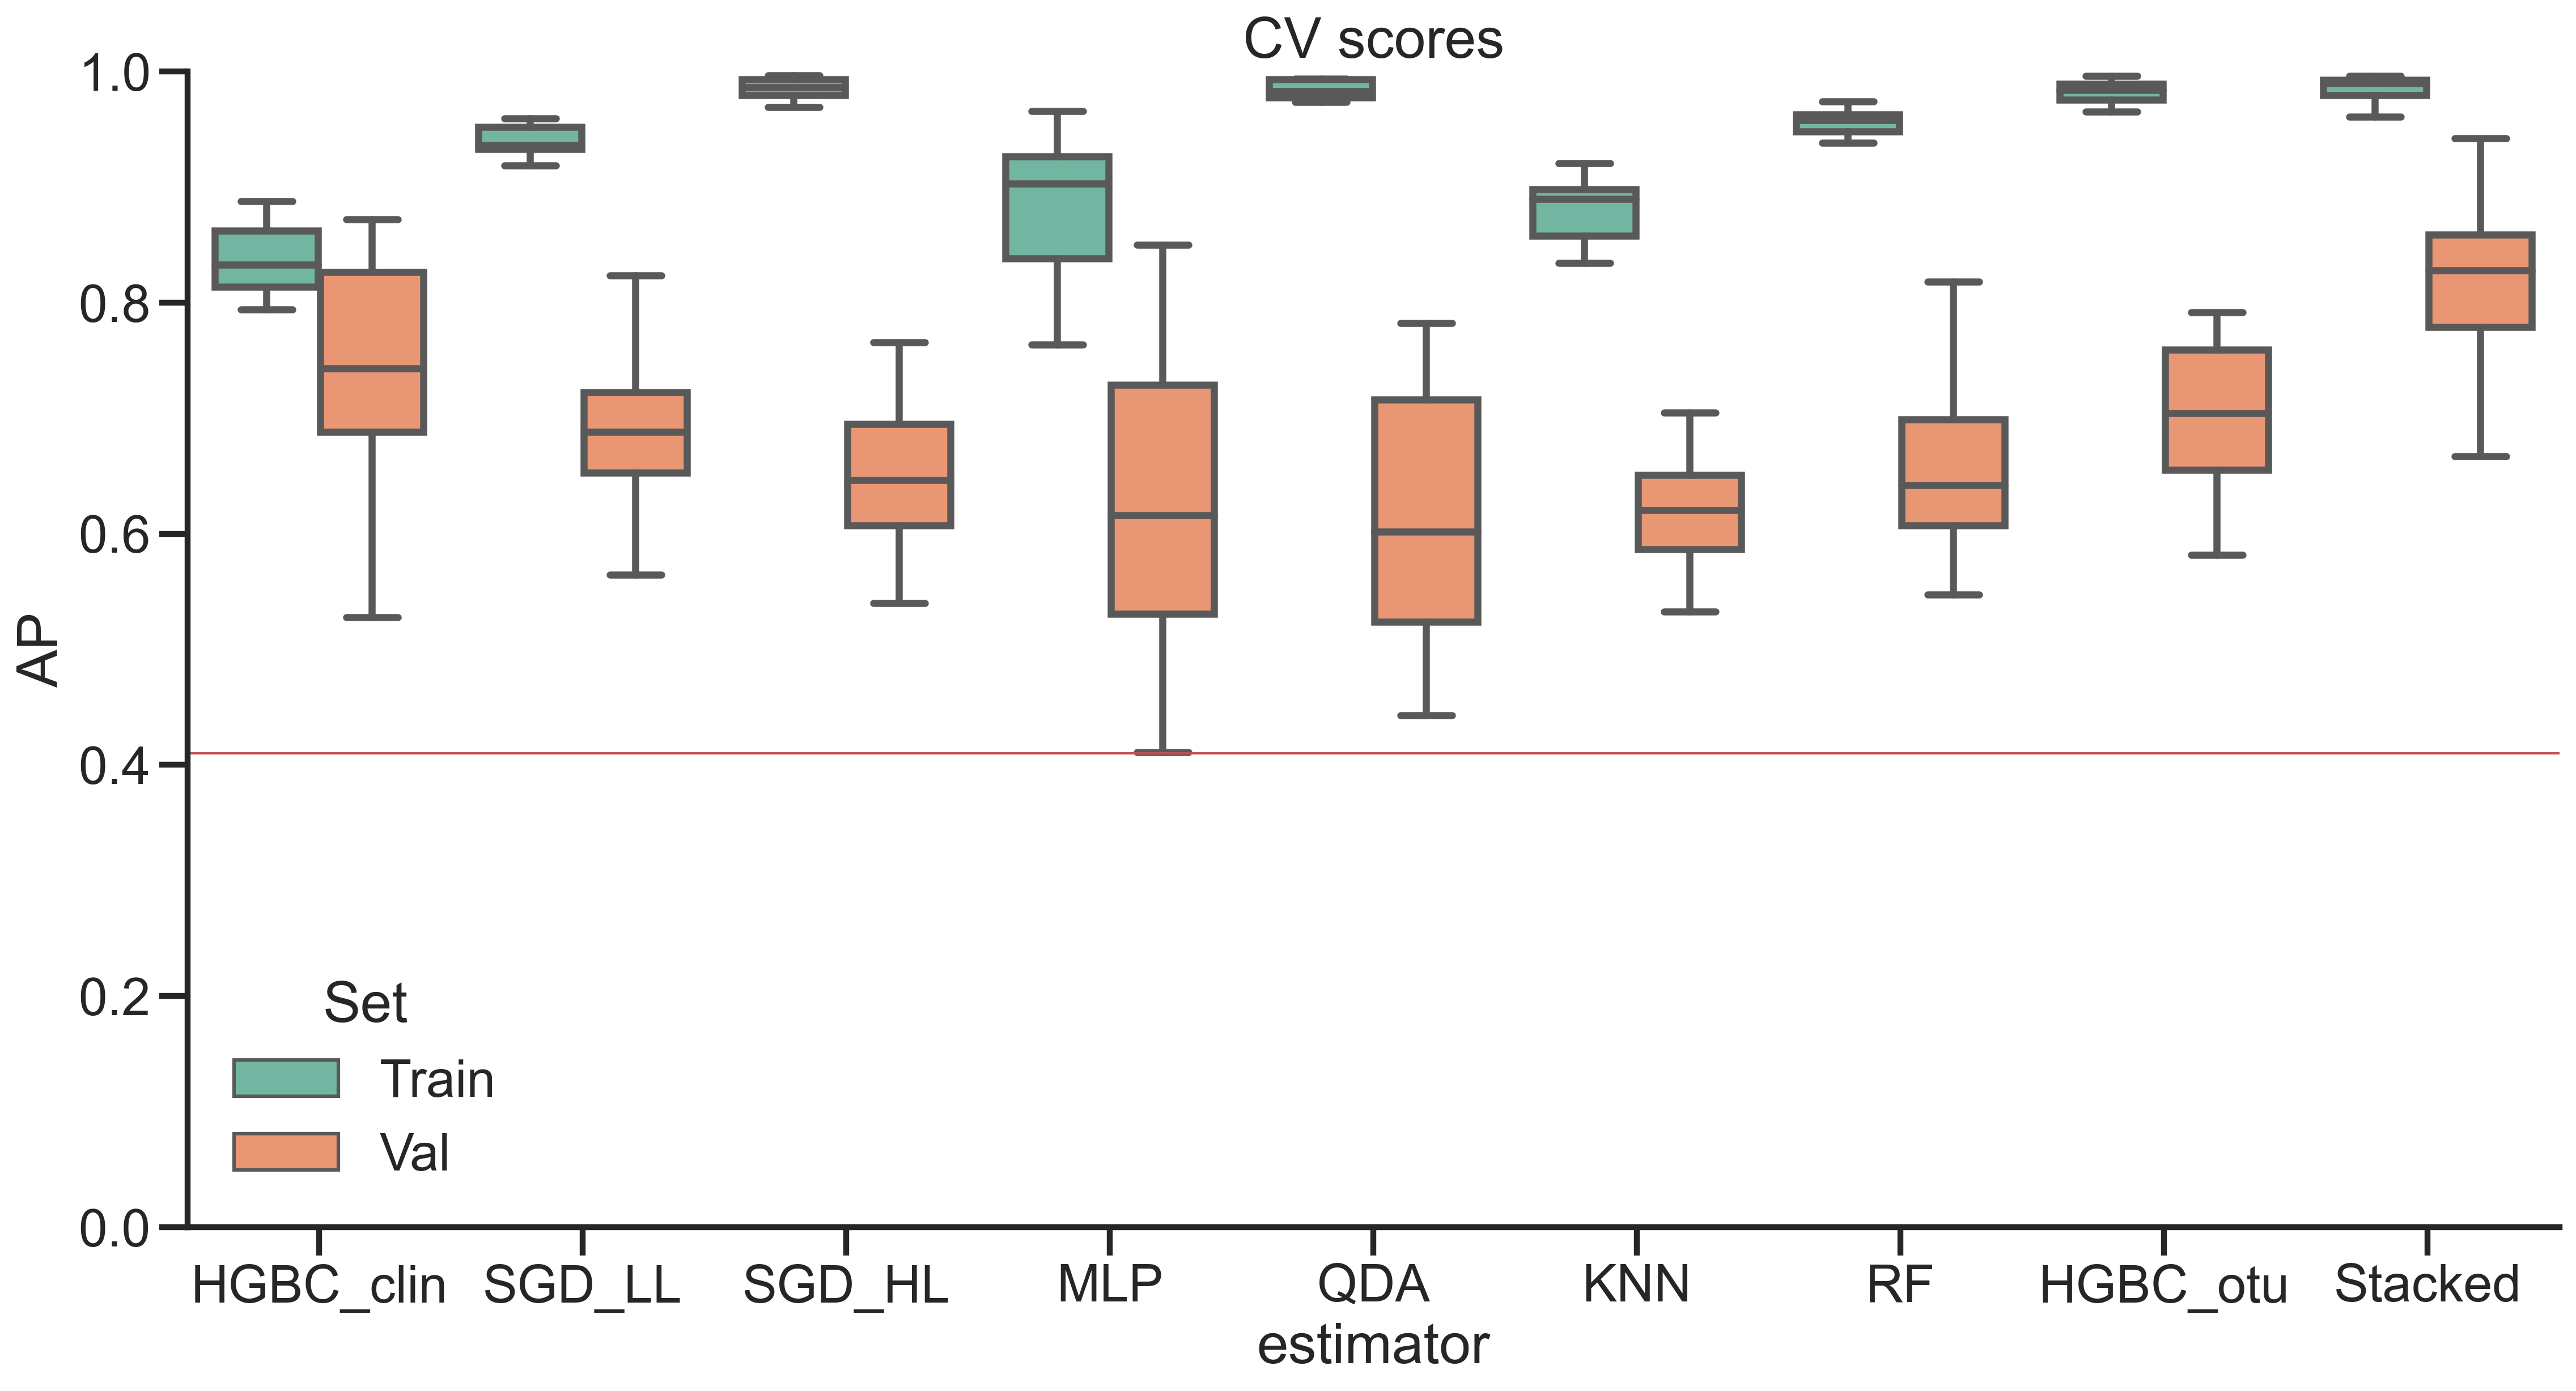 CV scores
1.0
0.8
0.6
0.4
0.2
0.0
AP
Set
Train
Val
HGBC_clin SGD_LL SGD_HL MLP QDA KNN RF HGBC_otu Stacked
estimator